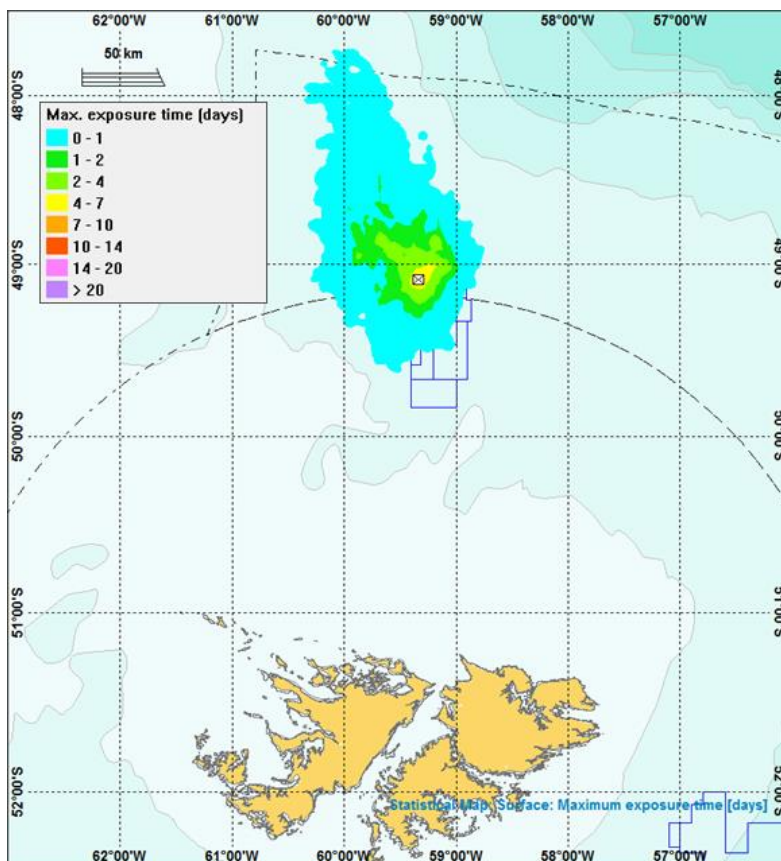 62°00'W 61°00'W 60°00'W 59°00'W 58°00'W 57°00'W
50 km
48°00'S
48°00'S
Max. exposure time (days)
0 - 1
1 - 2
2 - 4
4 - 7
7 - 10
10 - 14
14 - 20
> 20
49°00'S
49°00'S
50°00'S
50°00'S
51°00'S
51°00'S
52°00'S
52°00'S
Statistical Map, Surface: Maximum exposure time [days]
62°00'W 61°00'W 60°00'W 59°00'W 58°00'W 57°00'W